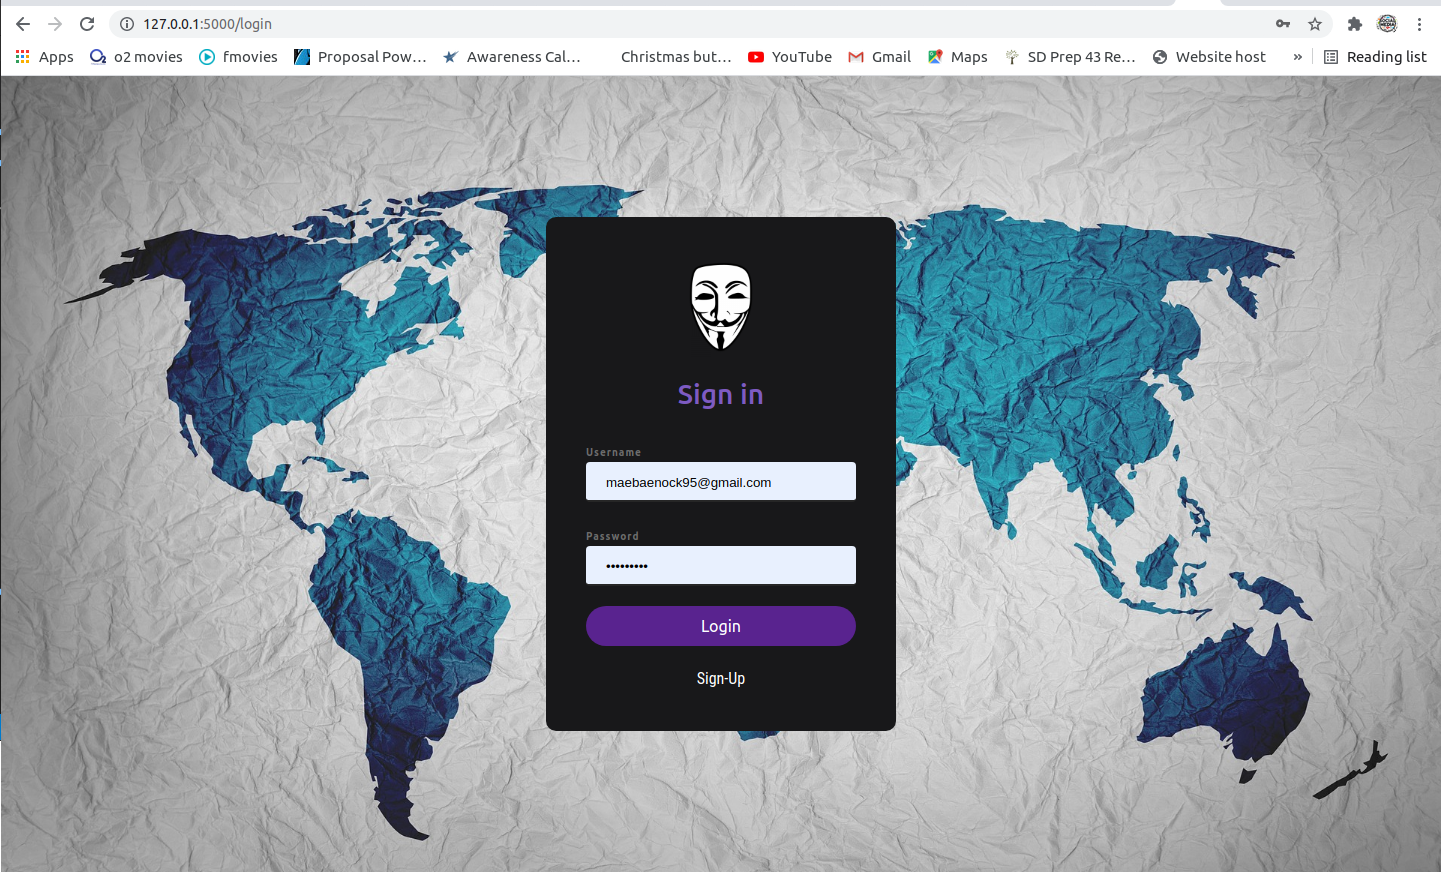 127.0.0.1:5000/login
Apps o2 movies fmovies Proposal Pow... Awareness Cal... Christmas but... YouTube Gmail Maps SD Prep 43 Re... Website host » Reading list
Sign in
Username
maebaenock95@gmail.com
Password
•••••••••
Login
Sign-Up